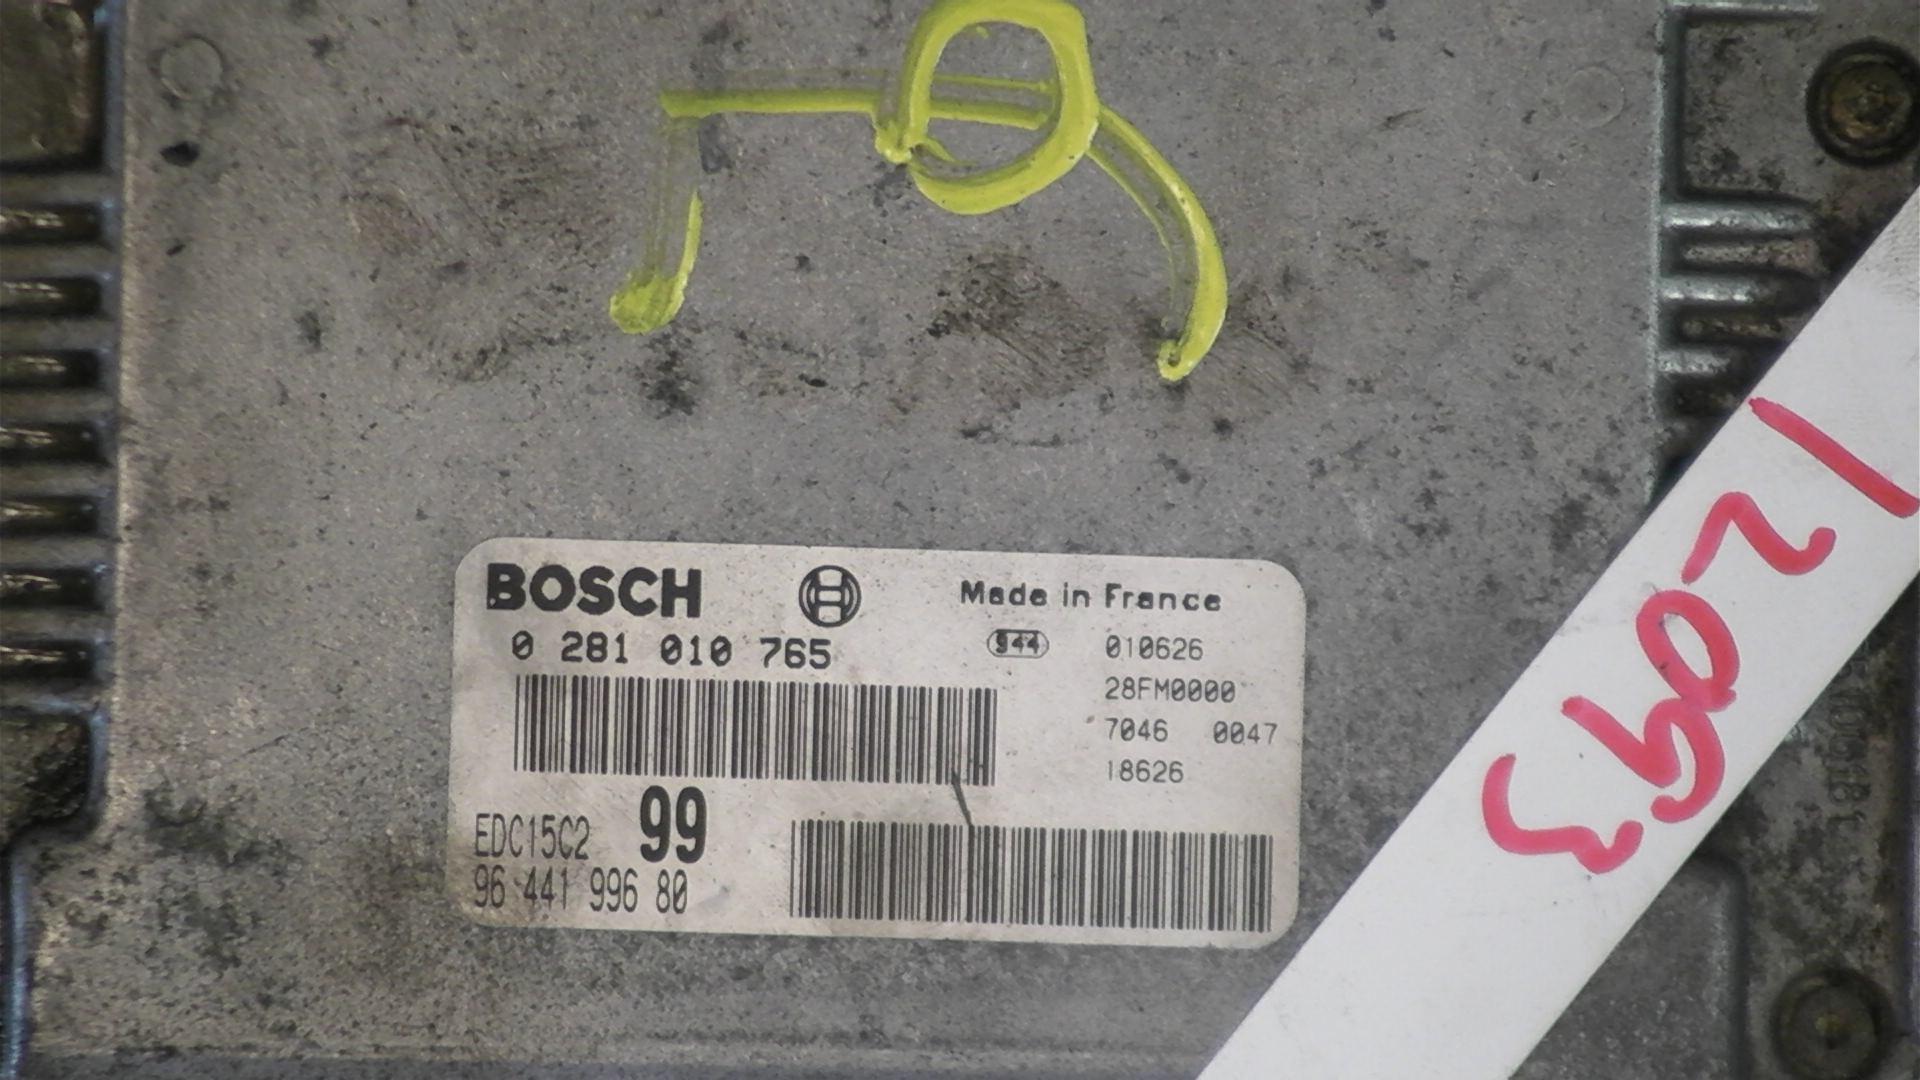 BOSCH
Made in France
0 281 010 765
944
010626
28FM0000
7046 0047
18626
EDC15C2 99
96 441 996 80
12093